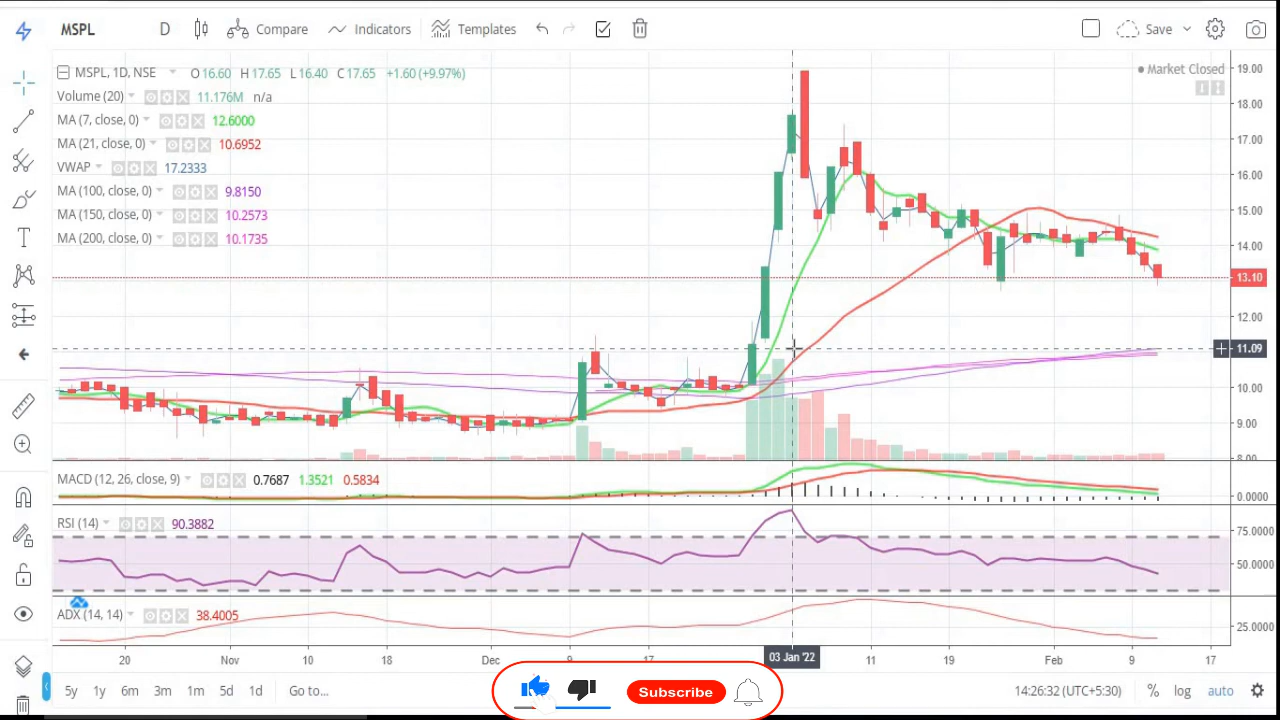 MSPL D Compare Indicators Templates Save
MSPL, 1D, NSE O 16.60 H 17.65 L 16.40 C 17.65 +1.60 (+9.97%)
Market Closed
Volume (20) 11.176M n/a
MA (7, close, 0) 12.6000
MA (21, close, 0) 10.6952
VWAP 17.2333
MA (100, close, 0) 9.8150
MA (150, close, 0) 10.2573
MA (200, close, 0) 10.1735
19.00
18.00
17.00
16.00
15.00
14.00
13.10
12.00
11.09
10.00
9.00
8.00
MACD (12, 26, close, 9) 0.7687 1.3521 0.5834
0.0000
RSI (14) 90.3882
75.0000
50.0000
ADX (14, 14) 38.4005
25.0000
20 Nov 10 18 Dec 9 17 03 Jan '22 11 19 Feb 9 17
5y 1y 6m 3m 1m 5d 1d Go to... Subscribe 14:26:32 (UTC+5:30) % log auto